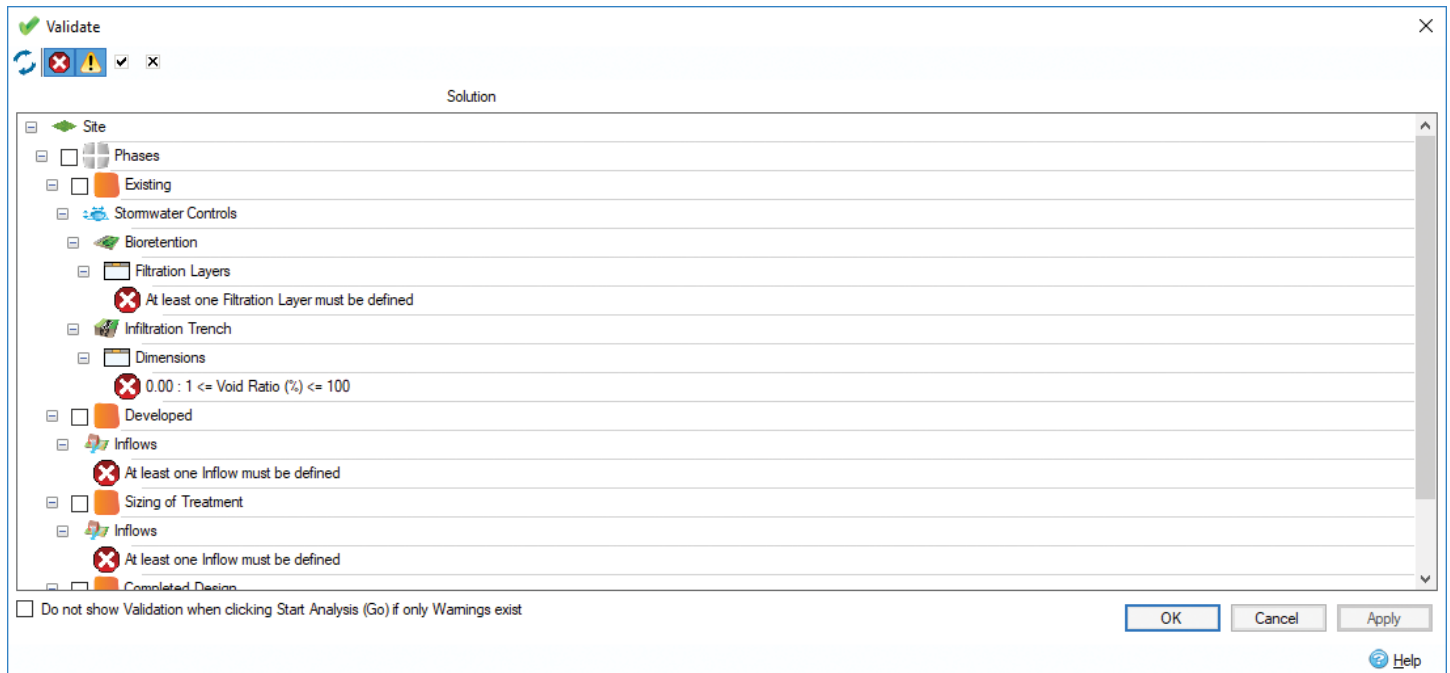 Validate
Solution
Site
Phases
Existing
Stormwater Controls
Bioretention
Filtration Layers
At least one Filtration Layer must be defined
Infiltration Trench
Dimensions
0.00 : 1 <= Void Ratio (%) <= 100
Developed
Inflows
At least one Inflow must be defined
Sizing of Treatment
Inflows
At least one Inflow must be defined
Completed Design
Do not show Validation when clicking Start Analysis (Go) if only Warnings exist
OK Cancel Apply
Help